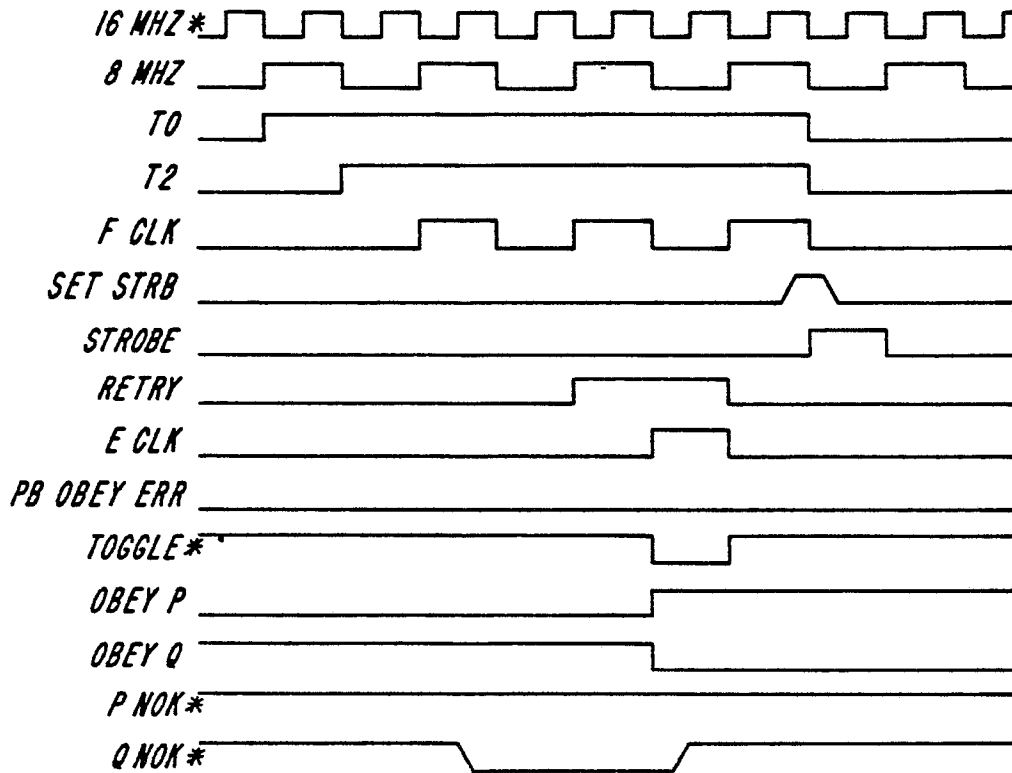 16 MHZ*
8 MHZ
T0
T2
F CLK
SET STRB
STROBE
RETRY
E CLK
PB OBEY ERR
TOGGLE*
OBEY P
OBEY Q
P NOK*
Q NOK*